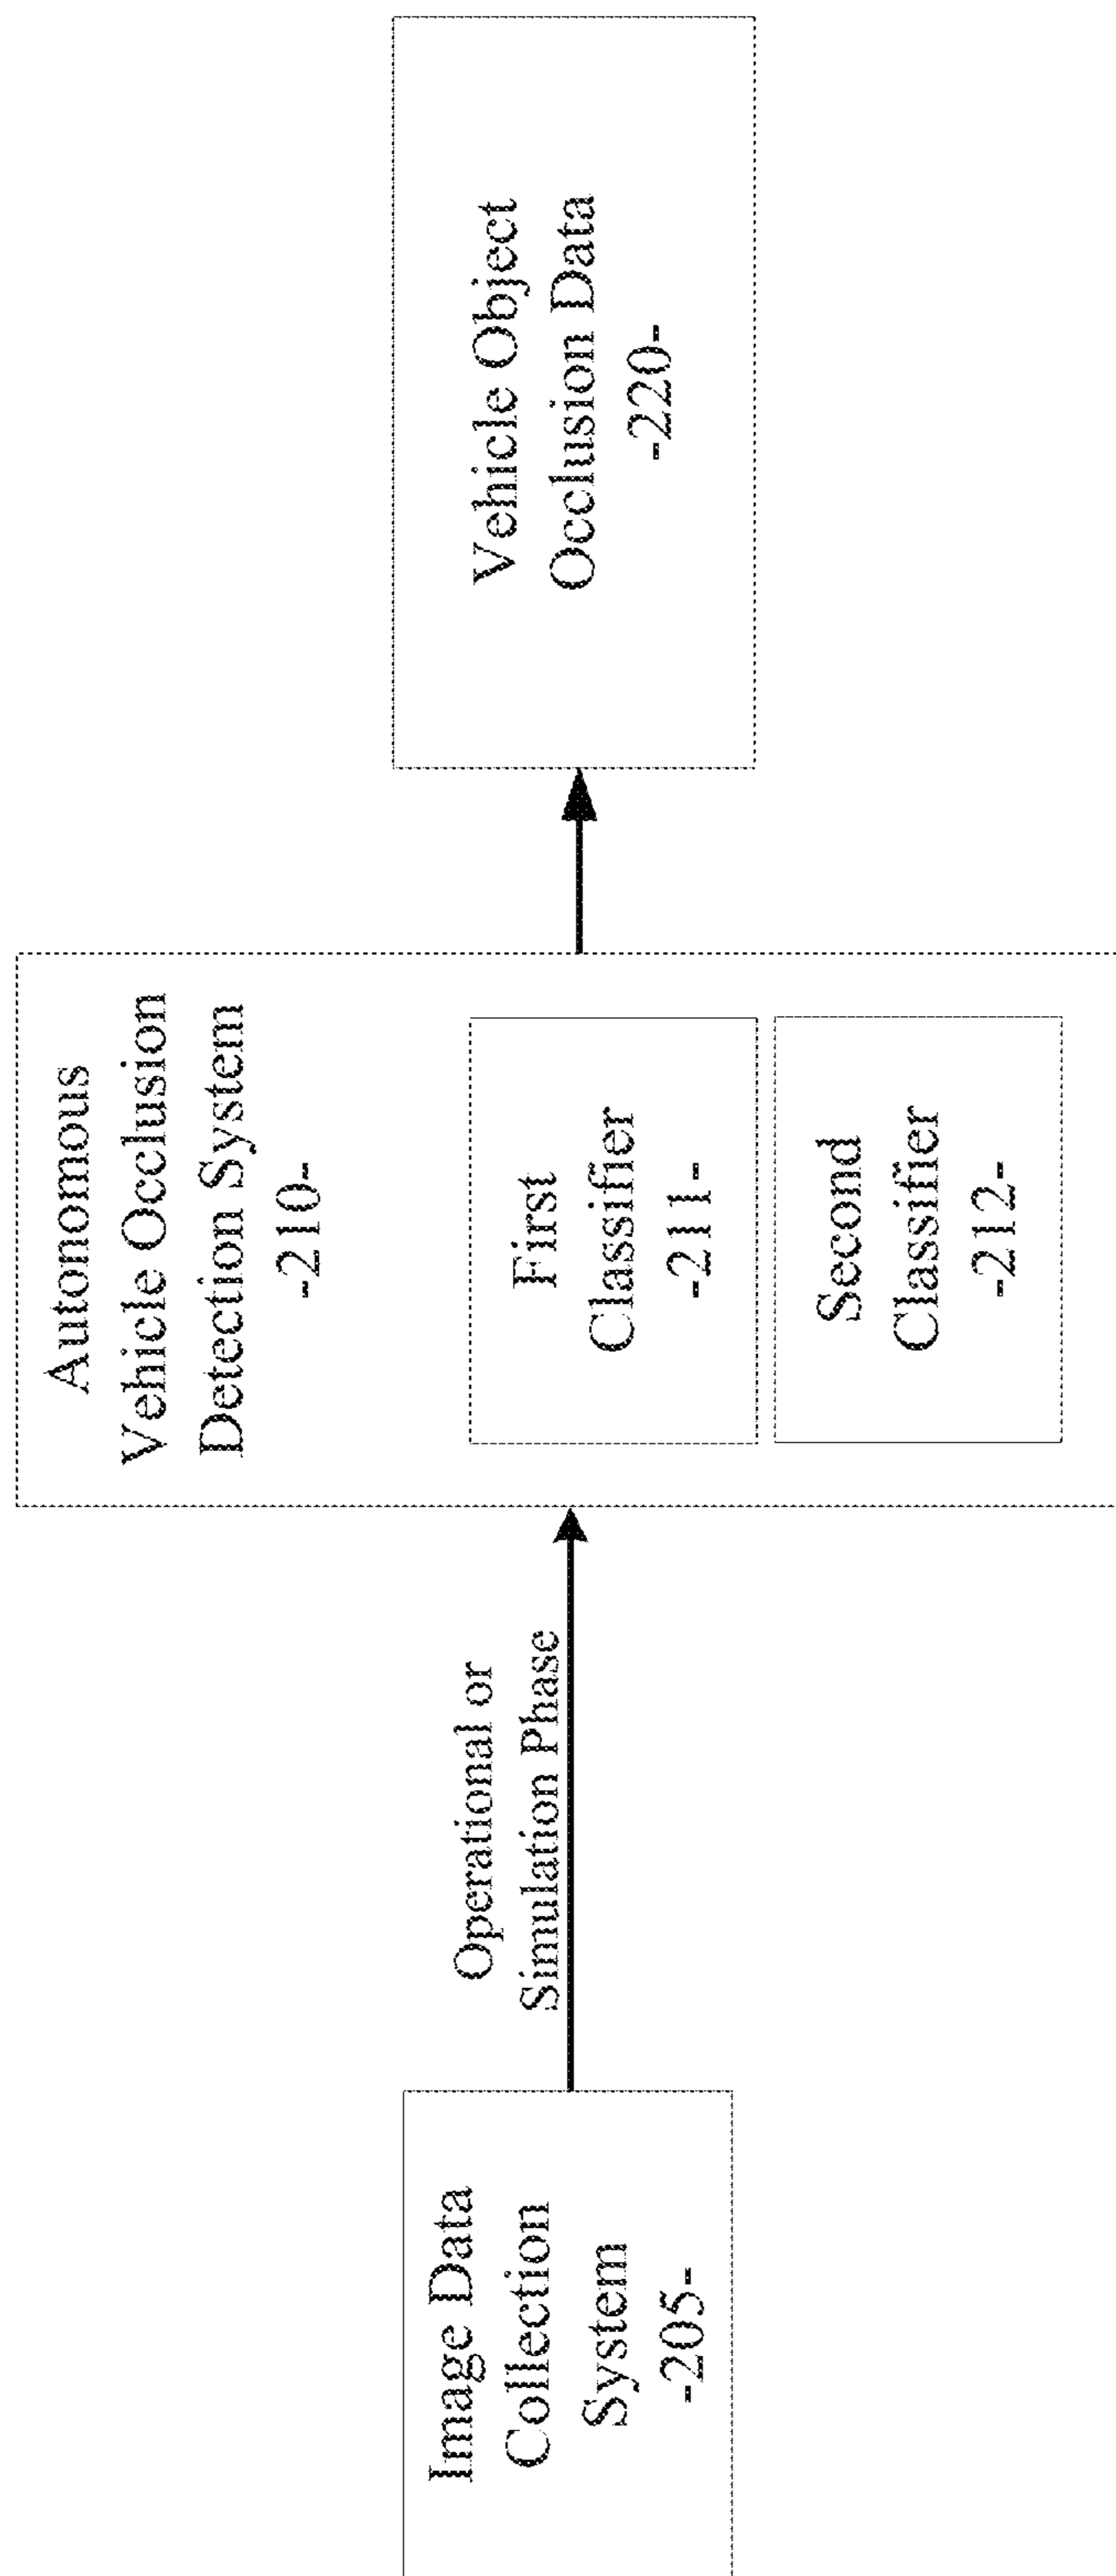 Image Data
Collection
System
-205-
Operational or
Simulation Phase
Autonomous
Vehicle Occlusion
Detection System
-210-
First
Classifier
-211-
Second
Classifier
-212-
Vehicle Object
Occlusion Data
-220-